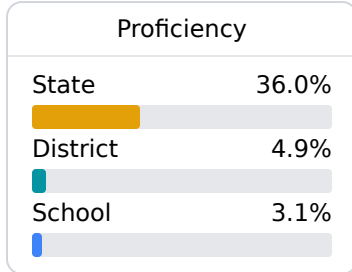 Proficiency
State 36.0%
District 4.9%
School 3.1%